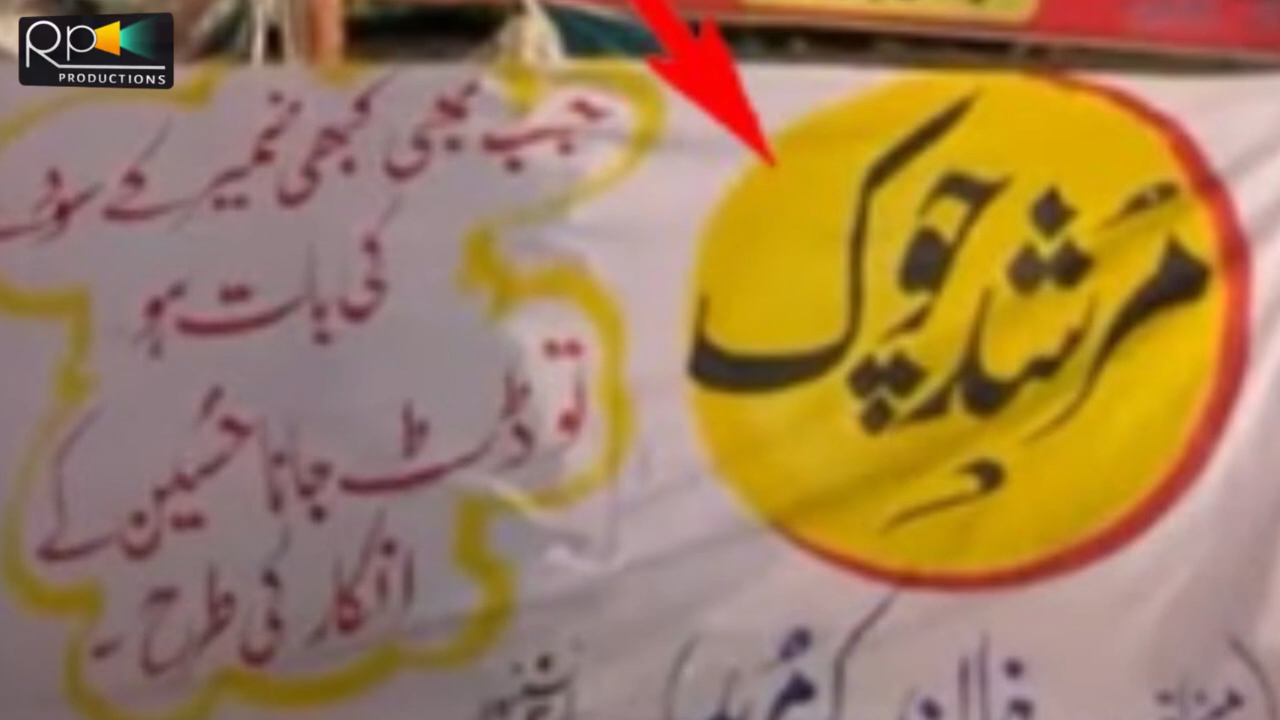 RP
PRODUCTIONS
مُرشد چوک
جب بھی کبھی ضمیر کے سودے
کی بات ہو
تو ڈٹ جانا حُسین کے
انکار کی طرح ۔